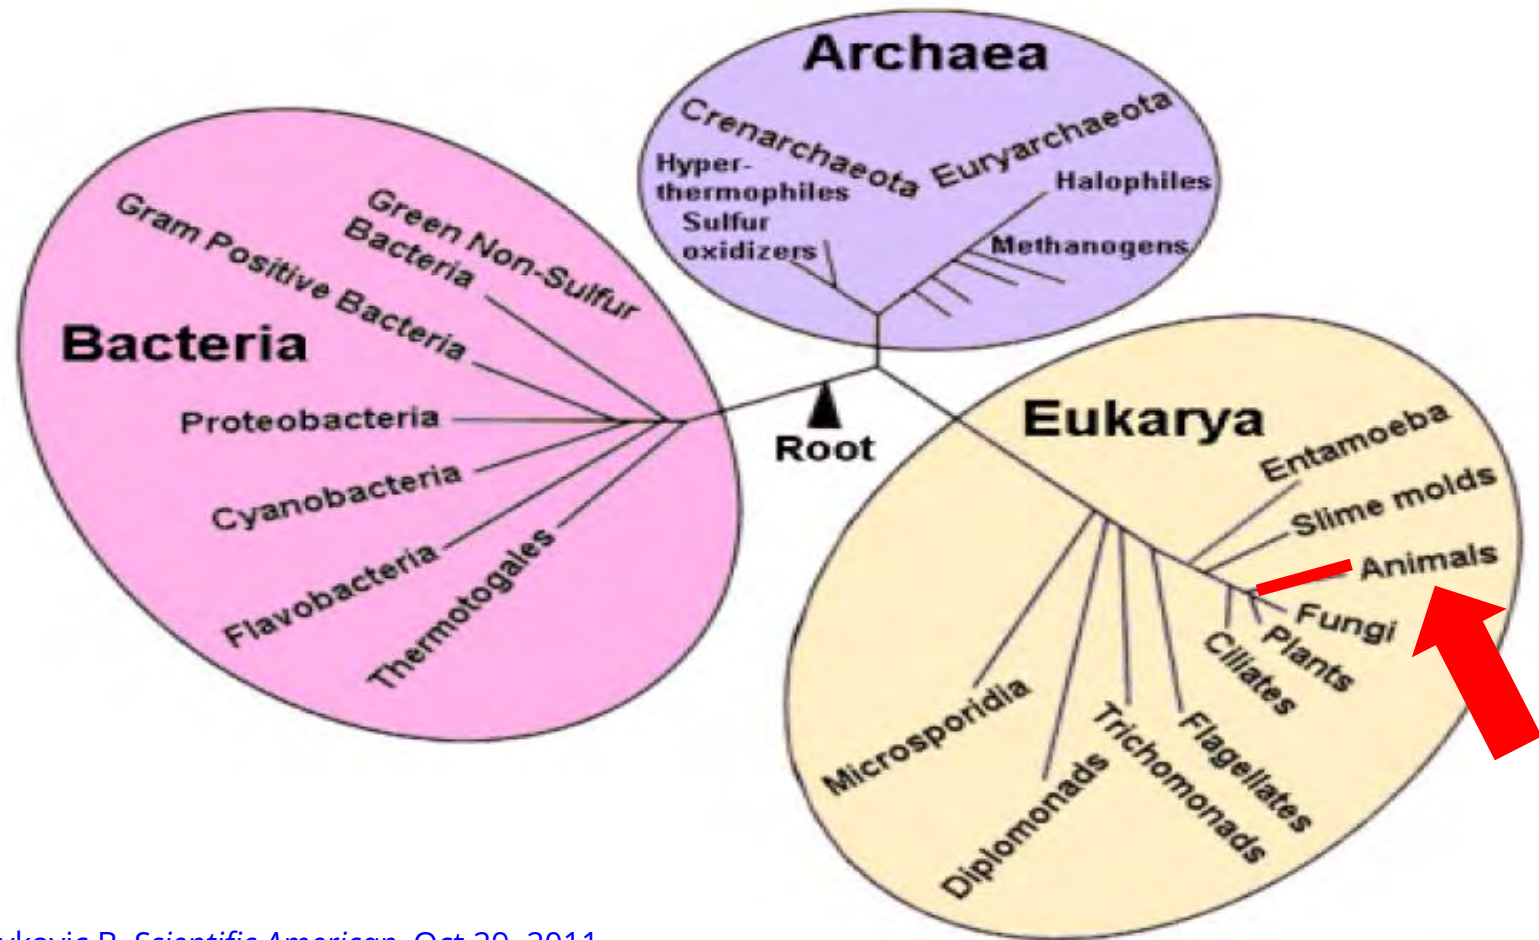 Archaea
Crenarchaeota
Euryarchaeota
Hyper-
thermophiles
Sulfur
oxidizers
Halophiles
Methanogens
Bacteria
Green Non-Sulfur
Bacteria
Gram Positive Bacteria
Proteobacteria
Cyanobacteria
Flavobacteria
Thermotogales
Root
Eukarya
Entamoeba
Slime molds
Animals
Fungi
Plants
Ciliates
Flagellates
Trichomonads
Diplomonads
Microsporidia
B, Scientific American, Oct 29, 2011